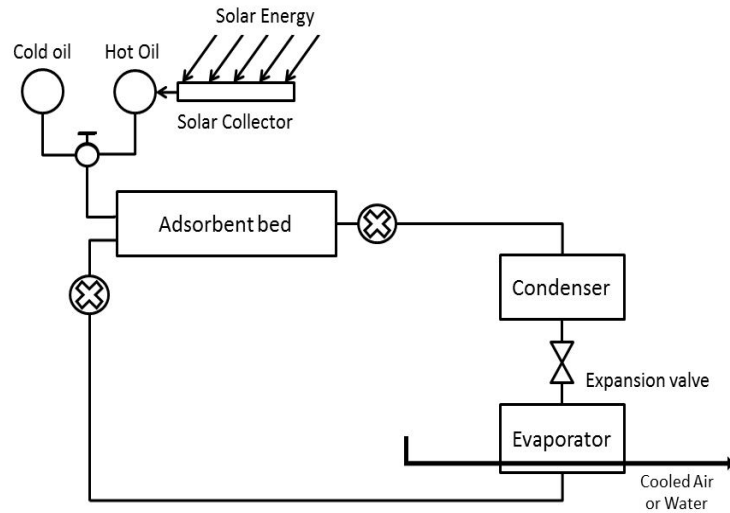 Solar Energy
Cold oil
Hot Oil
Solar Collector
Adsorbent bed
Condenser
Expansion valve
Evaporator
Cooled Air
or Water